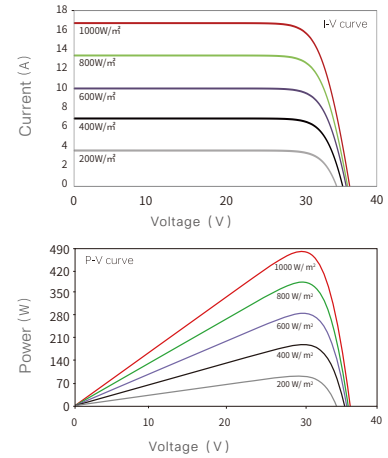 I-V curve
Current（A）
18
16
14
12
10
8
6
4
2
0
1000W/㎡
800W/㎡
600W/㎡
400W/㎡
200W/㎡
0 10 20 30 40
Voltage（V）
P-V curve
Power（W）
490
420
350
280
210
140
70
0
1000 W/ m²
800 W/ m²
600 W/ m²
400 W/ m²
200 W/ m²
0 10 20 30 40
Voltage（V）